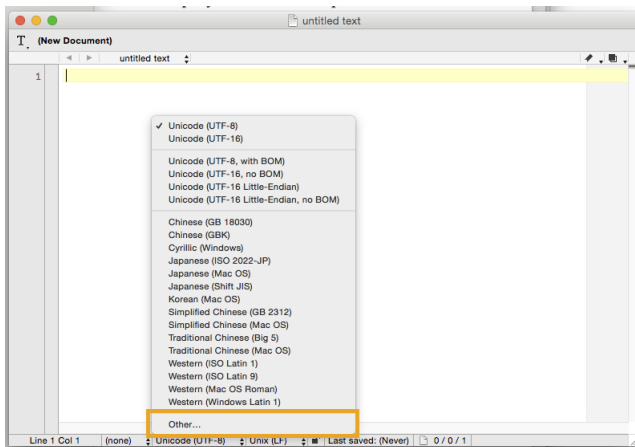 untitled text
(New Document)
untitled text
1
✓ Unicode (UTF-8)
Unicode (UTF-16)
Unicode (UTF-8, with BOM)
Unicode (UTF-16, no BOM)
Unicode (UTF-16 Little-Endian)
Unicode (UTF-16 Little-Endian, no BOM)
Chinese (GB 18030)
Chinese (GBK)
Cyrillic (Windows)
Japanese (ISO 2022-JP)
Japanese (Mac OS)
Japanese (Shift JIS)
Korean (Mac OS)
Simplified Chinese (GB 2312)
Simplified Chinese (Mac OS)
Traditional Chinese (Big 5)
Traditional Chinese (Mac OS)
Western (ISO Latin 1)
Western (ISO Latin 9)
Western (Mac OS Roman)
Western (Windows Latin 1)
Other...
Line 1 Col 1 (none) Unicode (UTF-8) Unix (LF) Last saved: (Never) 0 / 0 / 1